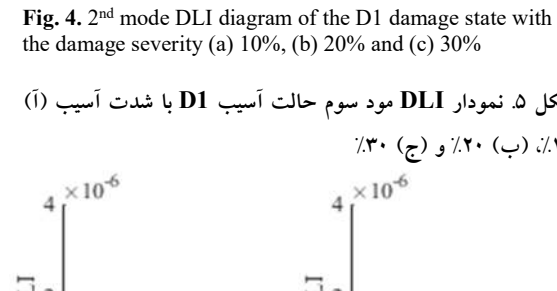 Fig. 4. 2nd mode DLI diagram of the D1 damage state with
the damage severity (a) 10%, (b) 20% and (c) 30%
۵. نمودار DLI مود سوم حالت آسیب D1 با شدت آسیب (آ)
(ب) ۲۰٪ و (ج) ۳۰٪
4 ×10-6
4 ×10-6